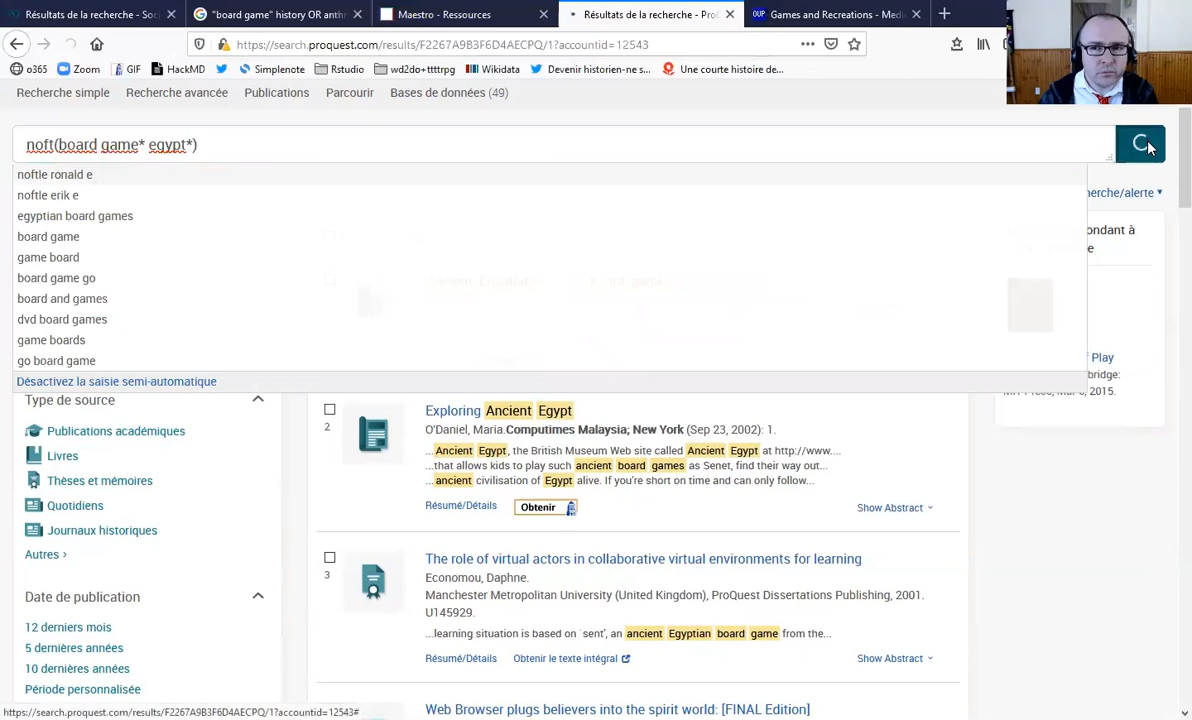 Résultats de la recherche - Soc
"board game" history OR anthr
Maestro - Ressources
Résultats de la recherche - ProQ
OUP Games and Recreations - Medie
https://search.proquest.com/results/F2267A9B3F6D4AECPQ/1?accountid=12543
o365 Zoom GIF HackMD Simplenote Rstudio wd2do+ttttrpg Wikidata Devenir historien-ne s... Une courte histoire de...
Recherche simple Recherche avancée Publications Parcourir Bases de données (49)
noft(board game* egypt*)
noftle ronald e
noftle erik e
egyptian board games
board game
game board
board game go
board and games
dvd board games
game boards
go board game
Désactivez la saisie semi-automatique
herche/alerte
ondant à
e
f Play
bridge:
2015.
Type de source
Publications académiques
Livres
Thèses et mémoires
Quotidiens
Journaux historiques
Autres ›
Date de publication
12 derniers mois
5 dernières années
10 dernières années
Période personnalisée
2
Exploring Ancient Egypt
O'Daniel, Maria.Computimes Malaysia; New York (Sep 23, 2002): 1.
...Ancient Egypt, the British Museum Web site called Ancient Egypt at http://www....
...that allows kids to play such ancient board games as Senet, find their way out...
...ancient civilisation of Egypt alive. If you're short on time and can only follow...
Résumé/Détails Obtenir Show Abstract
3
The role of virtual actors in collaborative virtual environments for learning
Economou, Daphne.
Manchester Metropolitan University (United Kingdom), ProQuest Dissertations Publishing, 2001.
U145929.
...learning situation is based on `sent', an ancient Egyptian board game from the...
Résumé/Détails Obtenir le texte intégral Show Abstract
Web Browser plugs believers into the spirit world: [FINAL Edition]
https://search.proquest.com/results/F2267A9B3F6D4AECPQ/1?accountid=12543#